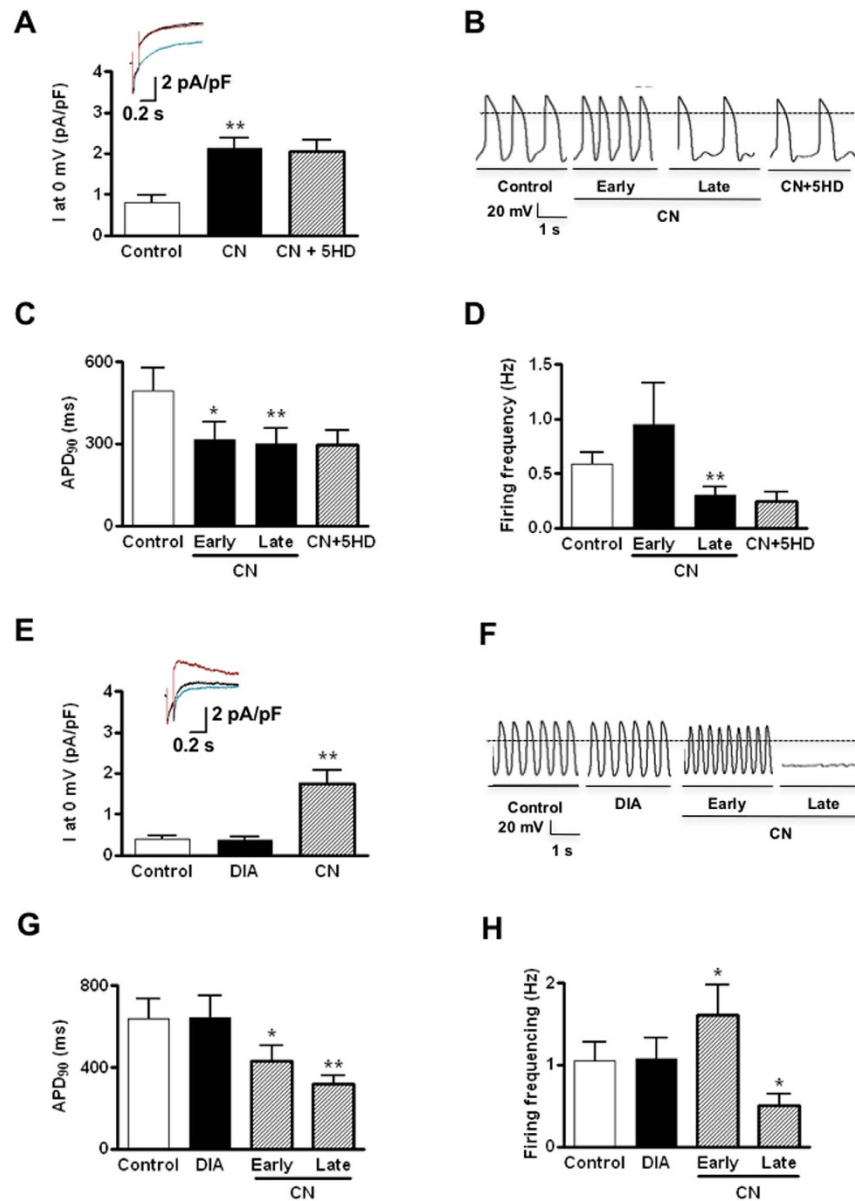 A
I at 0 mV (pA/pF)
4
3
2
1
0
2 pA/pF
0.2 s
**
Control CN CN + 5HD
B
Control Early Late CN+5HD
CN
20 mV
1 s
C
APD90 (ms)
600
300
0
* **
Control Early Late CN+5HD
CN
D
Firing frequency (Hz)
1.5
1.0
0.5
0.0
**
Control Early Late CN+5HD
CN
E
I at 0 mV (pA/pF)
4
3
2
1
0
2 pA/pF
0.2 s
**
Control DIA CN
F
Control DIA Early Late
CN
20 mV
1 s
G
APD90 (ms)
800
400
0
* **
Control DIA Early Late
CN
H
Firing frequencing (Hz)
2
1
0
* *
Control DIA Early Late
CN